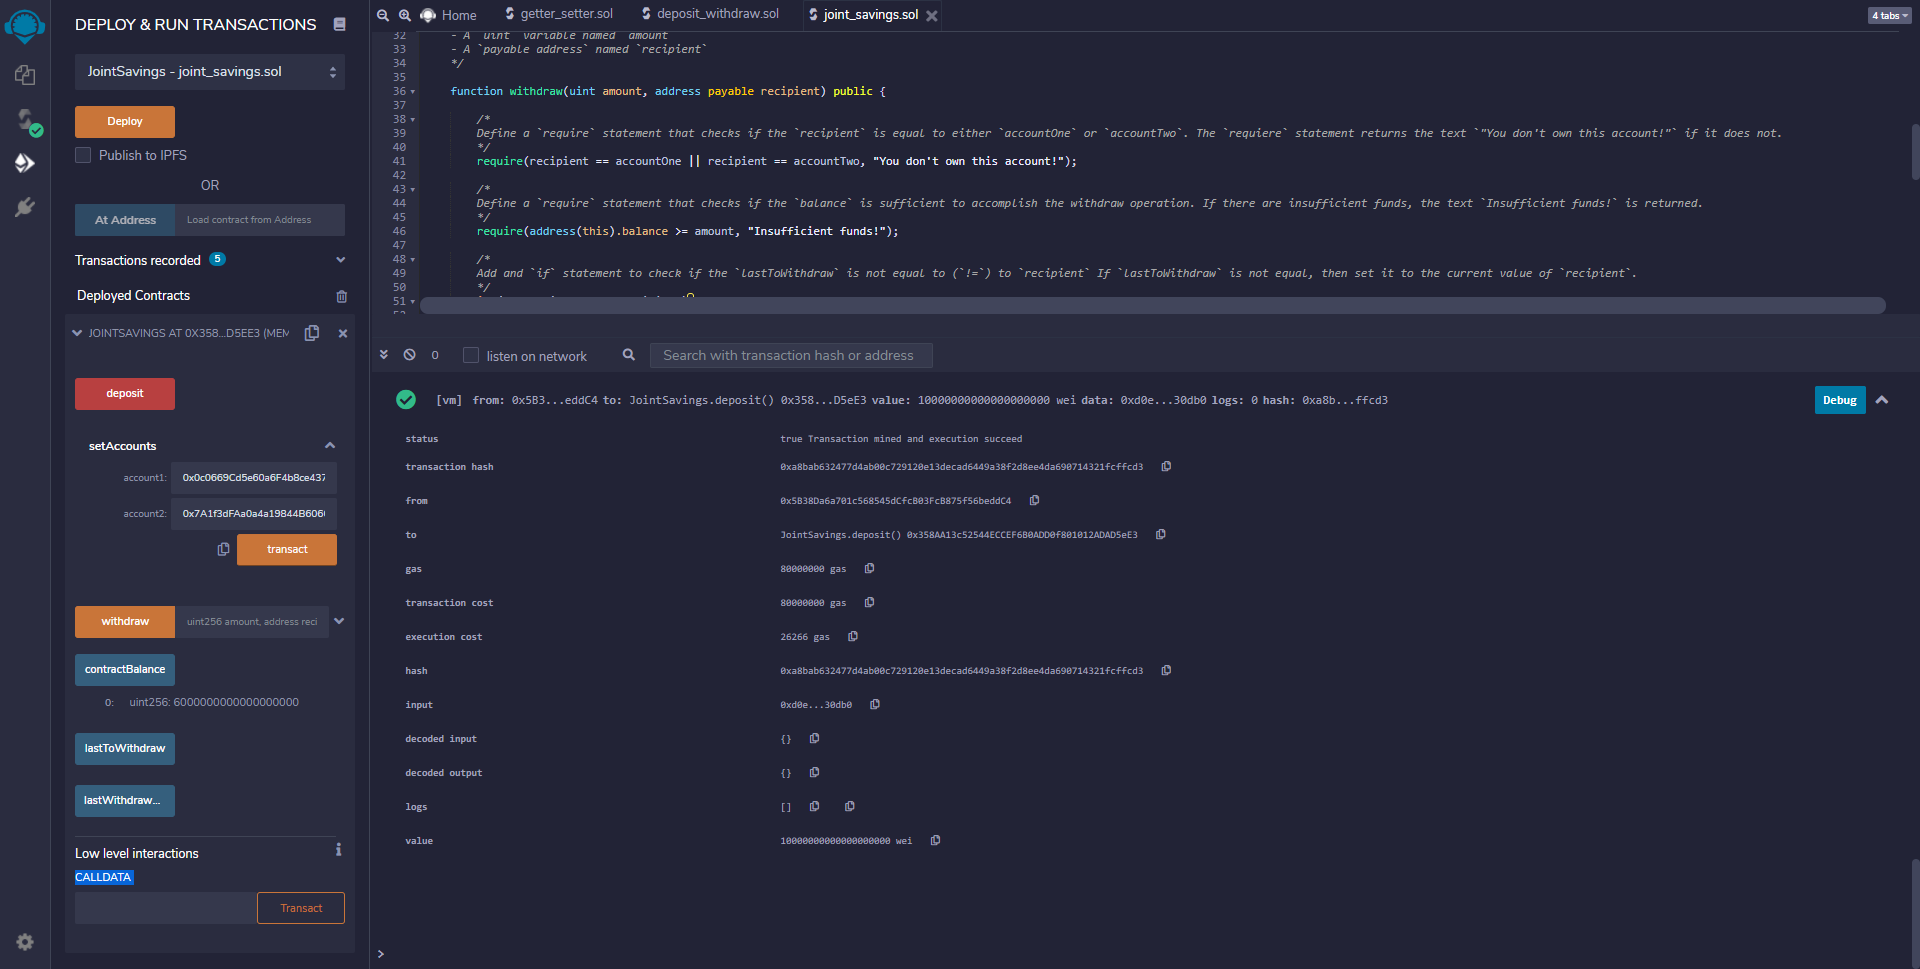 DEPLOY & RUN TRANSACTIONS
JointSavings - joint_savings.sol
Deploy
Publish to IPFS
OR
At Address
Load contract from Address
Transactions recorded 5
Deployed Contracts
JOINTSAVINGS AT 0X358...D5EE3 (MEM
deposit
setAccounts
account1: 0x0c0669Cd5e60a6F4b8ce437
account2: 0x7A1f3dFAa0a4a19844B606
transact
withdraw
uint256 amount, address reci
contractBalance
0: uint256: 6000000000000000000
lastToWithdraw
lastWithdraw...
Low level interactions
CALLDATA
Transact
Home
getter_setter.sol
deposit_withdraw.sol
joint_savings.sol
4 tabs
32 - A `uint` variable named `amount`
33 - A `payable address` named `recipient`
34 */
35
36 function withdraw(uint amount, address payable recipient) public {
37
38 /*
39 Define a `require` statement that checks if the `recipient` is equal to either `accountOne` or `accountTwo`. The `requiere` statement returns the text `"You don't own this account!"` if it does not.
40 */
41 require(recipient == accountOne || recipient == accountTwo, "You don't own this account!");
42
43 /*
44 Define a `require` statement that checks if the `balance` is sufficient to accomplish the withdraw operation. If there are insufficient funds, the text `Insufficient funds!` is returned.
45 */
46 require(address(this).balance >= amount, "Insufficient funds!");
47
48 /*
49 Add and `if` statement to check if the `lastToWithdraw` is not equal to (`!=`) to `recipient` If `lastToWithdraw` is not equal, then set it to the current value of `recipient`.
50 */
51
0
listen on network
Search with transaction hash or address
[vm] from: 0x5B3...eddC4 to: JointSavings.deposit() 0x358...D5eE3 value: 10000000000000000000 wei data: 0xd0e...30db0 logs: 0 hash: 0xa8b...ffcd3
Debug
status true Transaction mined and execution succeed
transaction hash 0xa8bab632477d4ab00c729120e13decad6449a38f2d8ee4da690714321fcffcd3
from 0x5B38Da6a701c568545dCfcB03FcB875f56beddC4
to JointSavings.deposit() 0x358AA13c52544ECCEF6B0ADD0f801012ADAD5eE3
gas 80000000 gas
transaction cost 80000000 gas
execution cost 26266 gas
hash 0xa8bab632477d4ab00c729120e13decad6449a38f2d8ee4da690714321fcffcd3
input 0xd0e...30db0
decoded input {}
decoded output {}
logs []
value 10000000000000000000 wei
>